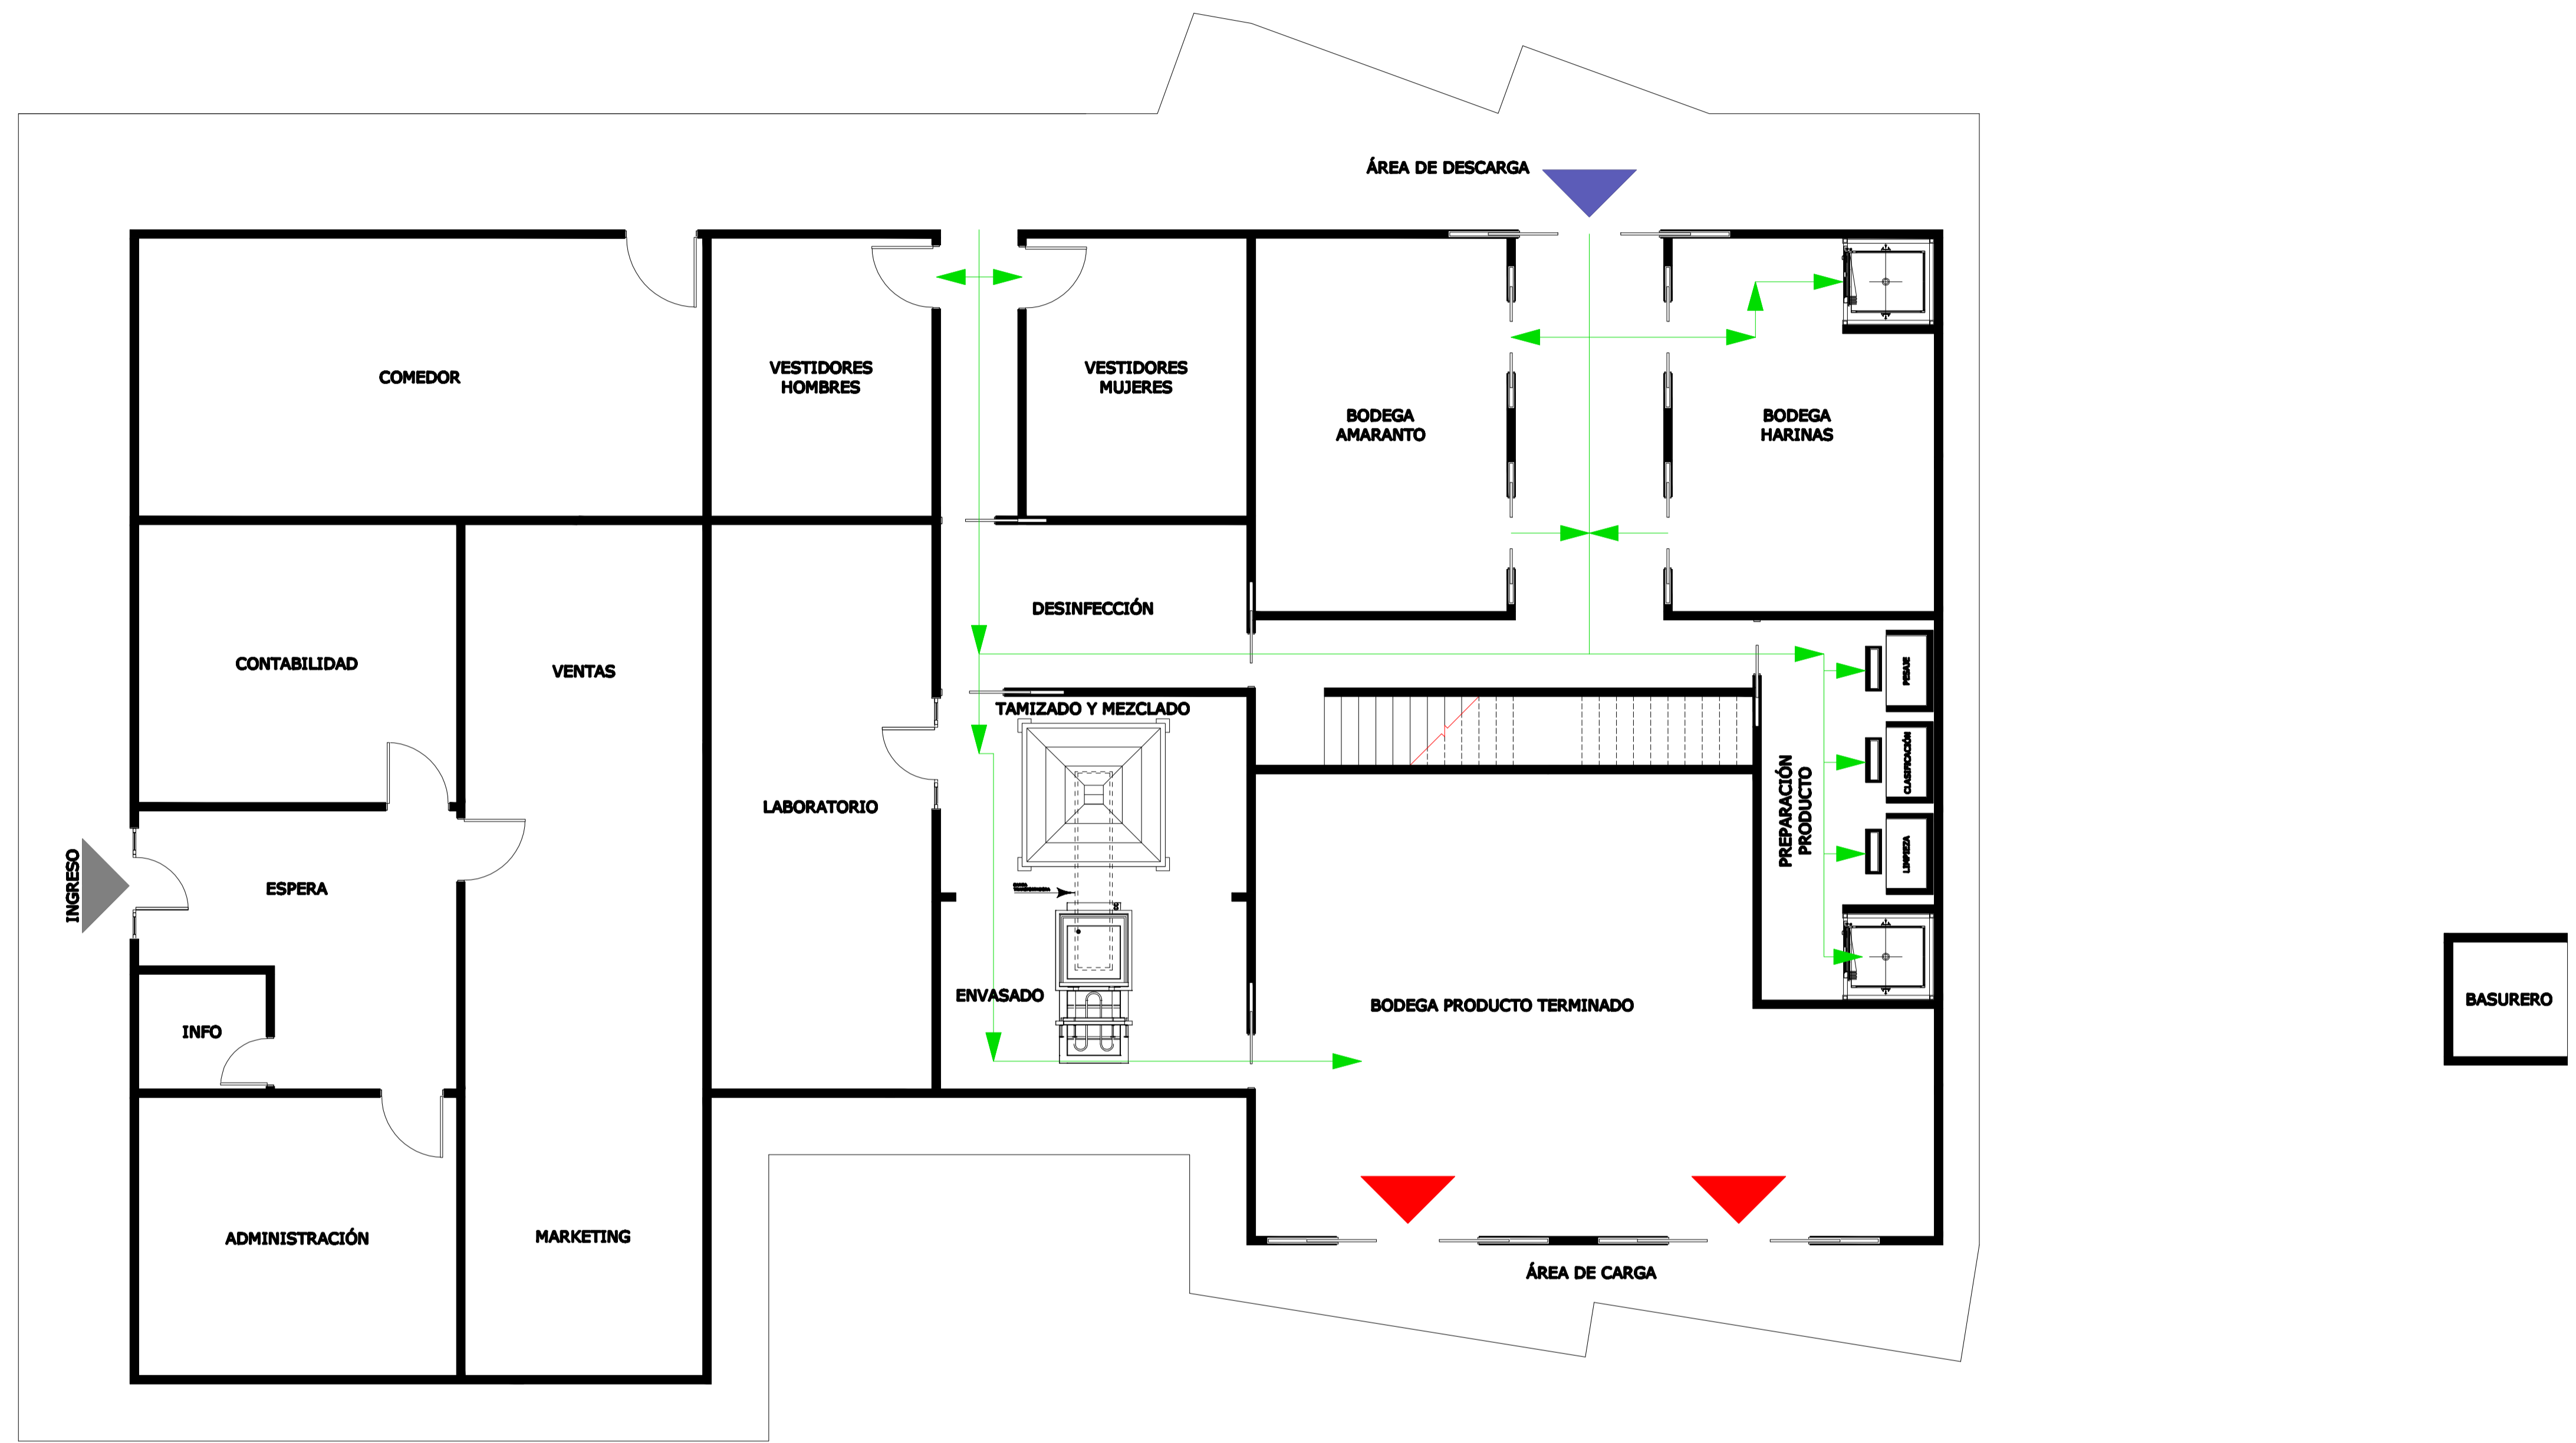 ÁREA DE DESCARGA
COMEDOR
VESTIDORES
HOMBRES
VESTIDORES
MUJERES
BODEGA
AMARANTO
BODEGA
HARINAS
DESINFECCIÓN
CONTABILIDAD
VENTAS
PESAJE
TAMIZADO Y MEZCLADO
CLASIFICACIÓN
LABORATORIO
PREPARACIÓN
PRODUCTO
LIMPIEZA
INGRESO
ESPERA
ENVASADO
BODEGA PRODUCTO TERMINADO
BASURERO
INFO
ADMINISTRACIÓN
MARKETING
ÁREA DE CARGA